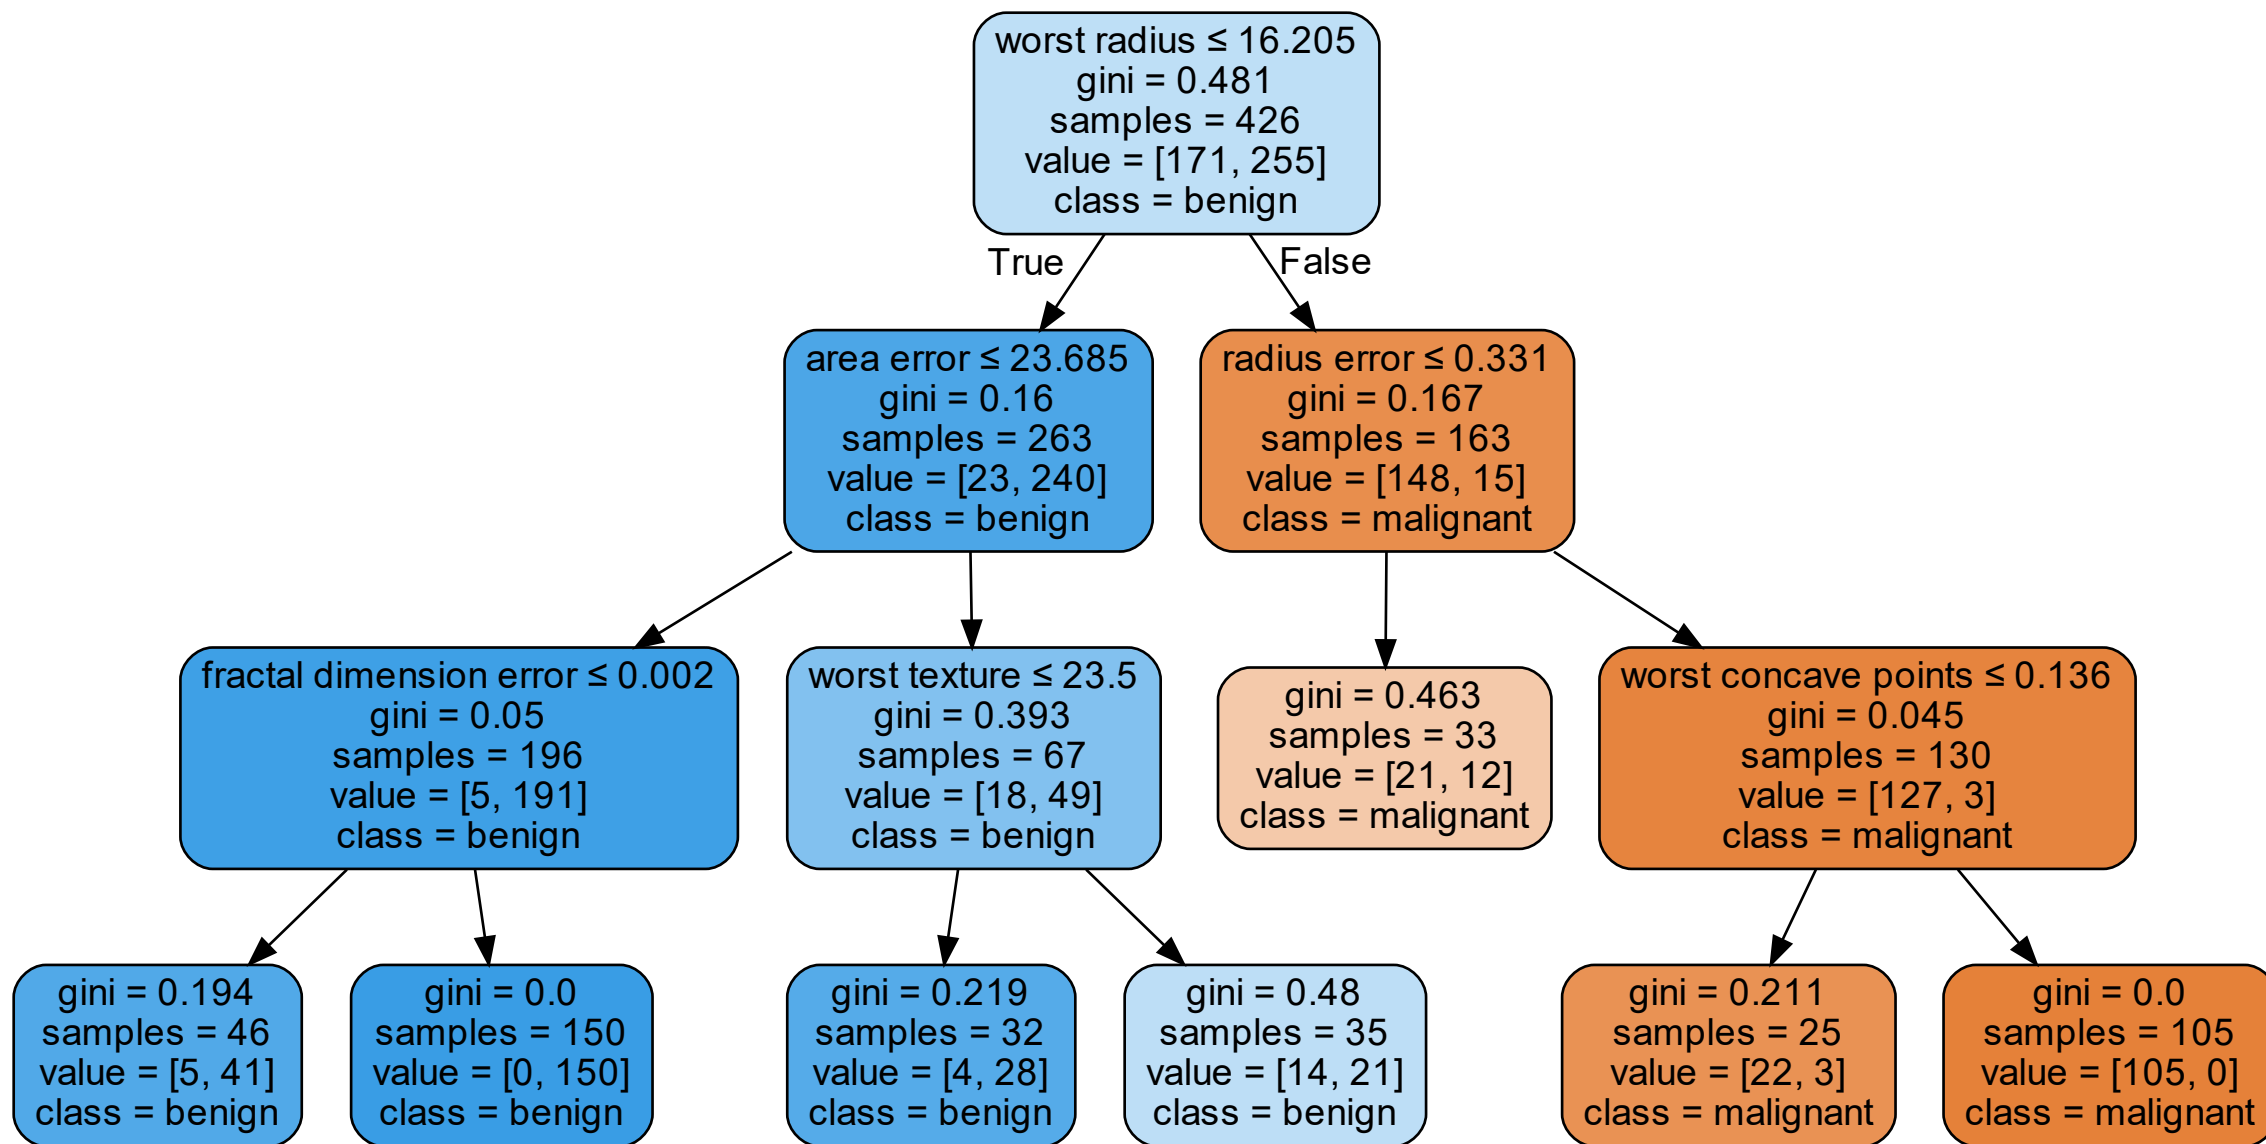 worst radius ≤ 16.205
gini = 0.481
samples = 426
value = [171, 255]
class = benign
True
False
area error ≤ 23.685
gini = 0.16
samples = 263
value = [23, 240]
class = benign
radius error ≤ 0.331
gini = 0.167
samples = 163
value = [148, 15]
class = malignant
fractal dimension error ≤ 0.002
gini = 0.05
samples = 196
value = [5, 191]
class = benign
worst texture ≤ 23.5
gini = 0.393
samples = 67
value = [18, 49]
class = benign
gini = 0.463
samples = 33
value = [21, 12]
class = malignant
worst concave points ≤ 0.136
gini = 0.045
samples = 130
value = [127, 3]
class = malignant
gini = 0.194
samples = 46
value = [5, 41]
class = benign
gini = 0.0
samples = 150
value = [0, 150]
class = benign
gini = 0.219
samples = 32
value = [4, 28]
class = benign
gini = 0.48
samples = 35
value = [14, 21]
class = benign
gini = 0.211
samples = 25
value = [22, 3]
class = malignant
gini = 0.0
samples = 105
value = [105, 0]
class = malignant